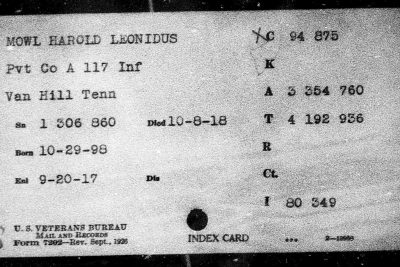 MOWL HAROLD LEONIDUS
C 94 875
Pvt Co A 117 Inf
K
Van Hill Tenn
A 3 354 760
Sn 1 306 860 Died 10-8-18
T 4 192 936
Born 10-29-98
R
Enl 9-20-17 Dis
Ct.
I 80 349
U. S. VETERANS BUREAU
MAIL AND RECORDS
Form 7202—Rev. Sept., 1926
INDEX CARD